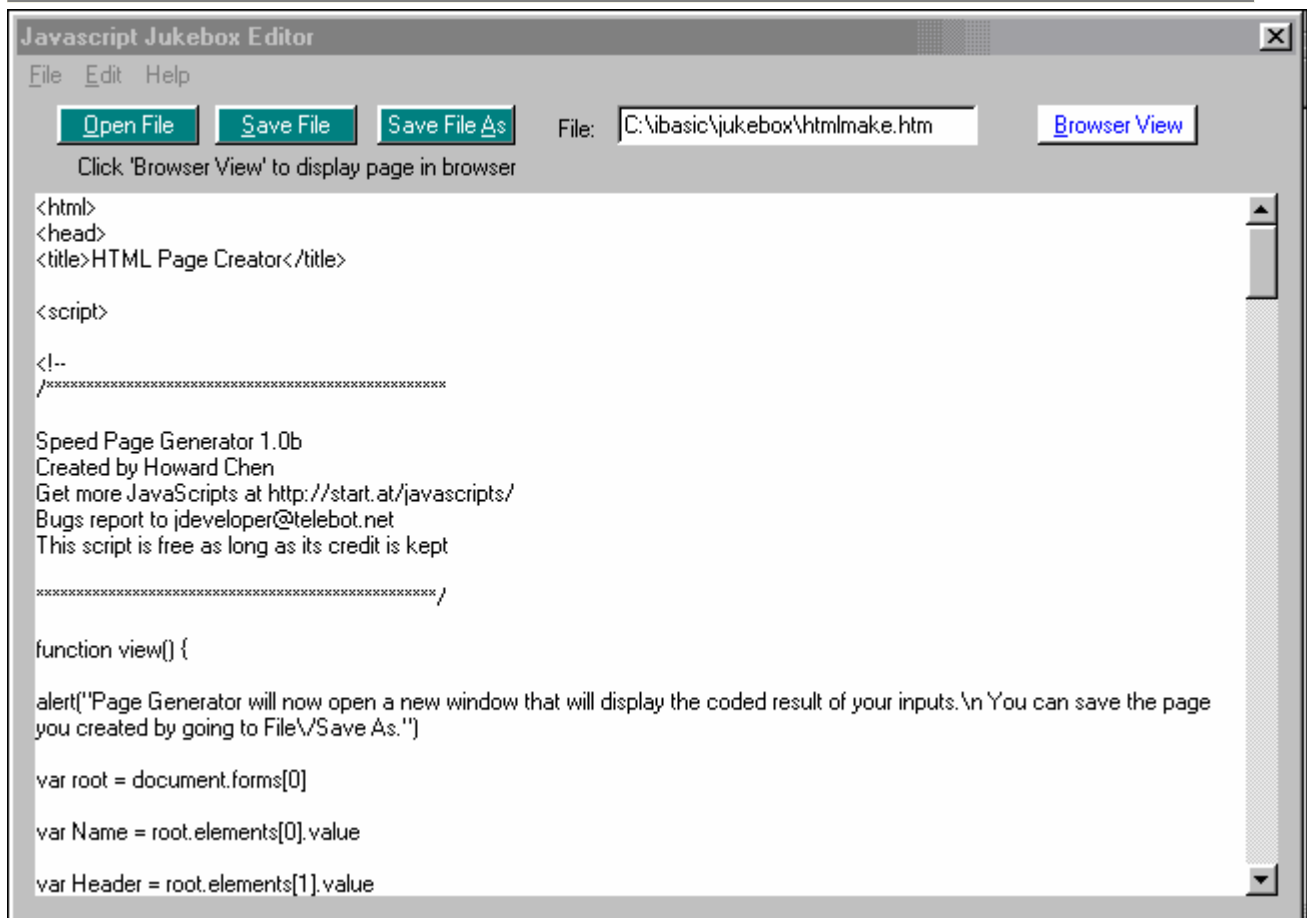 Javascript Jukebox Editor
File Edit Help
Open File Save File Save File As File: C:\ibasic\jukebox\htmlmake.htm Browser View
Click 'Browser View' to display page in browser
<html>
<head>
<title>HTML Page Creator</title>
<script>
<!--
/**************************************************
Speed Page Generator 1.0b
Created by Howard Chen
Get more JavaScripts at http://start.at/javascripts/
Bugs report to jdeveloper@telebot.net
This script is free as long as its credit is kept
**************************************************/
function view() {
alert("Page Generator will now open a new window that will display the coded result of your inputs.\n You can save the page
you created by going to File\/Save As.")
var root = document.forms[0]
var Name = root.elements[0].value
var Header = root.elements[1].value